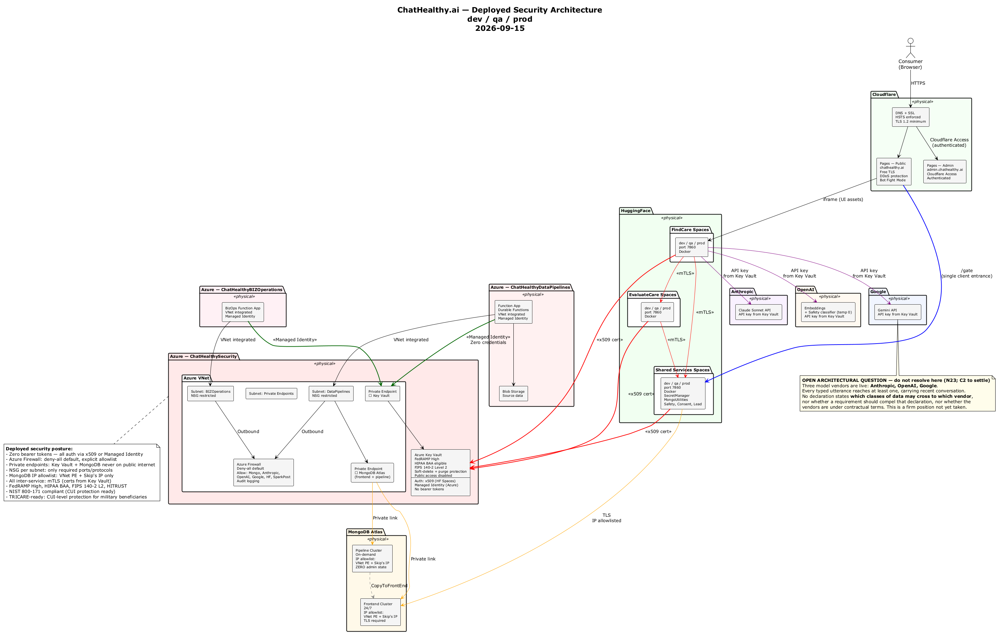 ChatHealthy.ai — Deployed Security Architecture
dev / qa / prod
2026-09-15
Consumer
(Browser)
HTTPS
Cloudflare
«physical»
DNS + SSL
HSTS enforced
TLS 1.2 minimum
Cloudflare Access
(authenticated)
Pages — Public
chathealthy.ai
Free TLS
DDoS protection
Bot Fight Mode
Pages — Admin
admin.chathealthy.ai
Cloudflare Access
Authenticated
iframe (UI assets)
/gate
(single client entrance)
HuggingFace
«physical»
FindCare Spaces
dev / qa / prod
port 7860
Docker
«mTLS»
«mTLS»
API key
from Key Vault
API key
from Key Vault
API key
from Key Vault
EvaluateCare Spaces
dev / qa / prod
port 7860
Docker
«mTLS»
«x509 cert»
«x509 cert»
Shared Services Spaces
dev / qa / prod
port 7860
Docker
SecretManager
MongoUtilities
Safety, Consent, Lead
«x509 cert»
Anthropic
«physical»
Claude Sonnet API
API key from Key Vault
OpenAI
«physical»
Embeddings
+ Safety classifier (temp 0)
API key from Key Vault
Google
«physical»
Gemini API
API key from Key Vault
OPEN ARCHITECTURAL QUESTION — do not resolve here (N23; C2 to settle)
Three model vendors are live: Anthropic, OpenAI, Google.
Every typed utterance reaches at least one, carrying recent conversation.
No declaration states which classes of data may cross to which vendor,
nor whether a requirement should compel that declaration, nor whether the
vendors are under contractual terms. This is a firm position not yet taken.
Azure — ChatHealthyBIZOperations
«physical»
BizOps Function App
VNet integrated
Managed Identity
VNet integrated
«Managed Identity»
Azure — ChatHealthyDataPipelines
«physical»
Function App
Durable Functions
VNet integrated
Managed Identity
VNet integrated
«Managed Identity»
Zero credentials
Blob Storage
Source data
Azure — ChatHealthySecurity
«physical»
Azure VNet
Subnet: BIZOperations
NSG restricted
Subnet: Private Endpoints
Subnet: DataPipelines
NSG restricted
Private Endpoint
□ Key Vault
Outbound
Outbound
Azure Firewall
Deny-all default
Allow: Mongo, Anthropic,
OpenAI, Google, HF, SparkPost
Audit logging
Private Endpoint
□ MongoDB Atlas
(frontend + pipeline)
Azure Key Vault
FedRAMP High
HIPAA BAA eligible
FIPS 140-2 Level 2
Soft-delete + purge protection
Public access disabled
Auth: x509 (HF Spaces)
Managed Identity (Azure)
No bearer tokens
Deployed security posture:
- Zero bearer tokens — all auth via x509 or Managed Identity
- Azure Firewall: deny-all default, explicit allowlist
- Private endpoints: Key Vault + MongoDB never on public internet
- NSG per subnet: only required ports/protocols
- MongoDB IP allowlist: VNet PE + Skip's IP only
- All inter-service: mTLS (certs from Key Vault)
- FedRAMP High, HIPAA BAA, FIPS 140-2 L2, HITRUST
- NIST 800-171 compliant (CUI protection ready)
- TRICARE-ready: CUI-level protection for military beneficiaries
Private link
TLS
IP allowlisted
Private link
MongoDB Atlas
«physical»
Pipeline Cluster
On-demand
IP allowlist:
VNet PE + Skip's IP
ZERO admin state
CopyToFrontEnd
Frontend Cluster
24/7
IP allowlist:
VNet PE + Skip's IP
TLS required